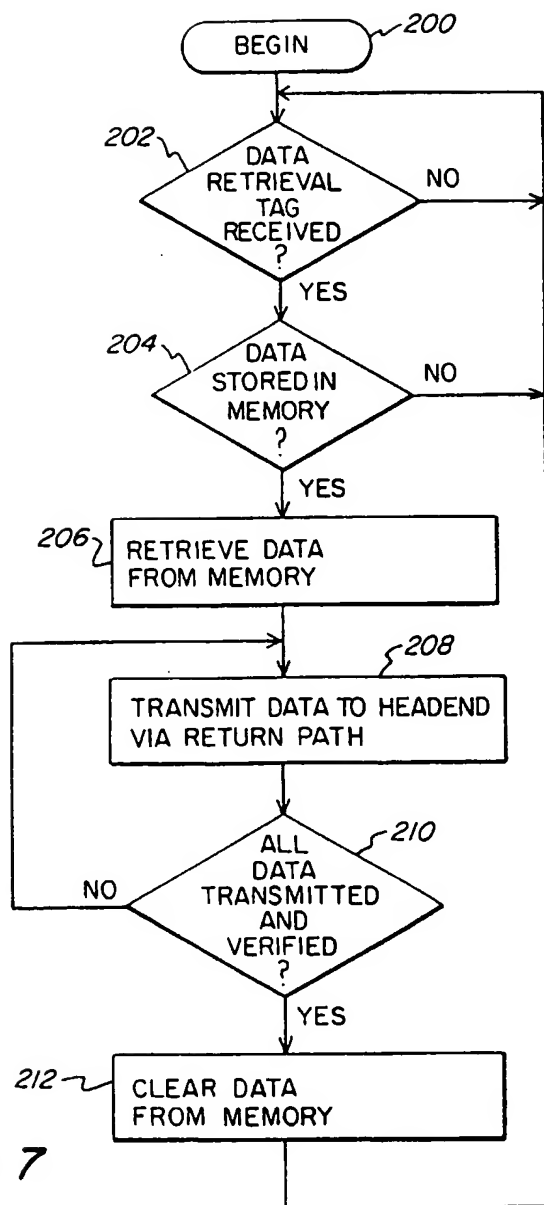 BEGIN
200
202
DATA
RETRIEVAL
TAG
RECEIVED
?
NO
YES
204
DATA
STORED IN
MEMORY
?
NO
YES
206
RETRIEVE DATA
FROM MEMORY
208
TRANSMIT DATA TO HEADEND
VIA RETURN PATH
210
ALL
DATA
TRANSMITTED
AND
VERIFIED
?
NO
YES
212
CLEAR DATA
FROM MEMORY
7